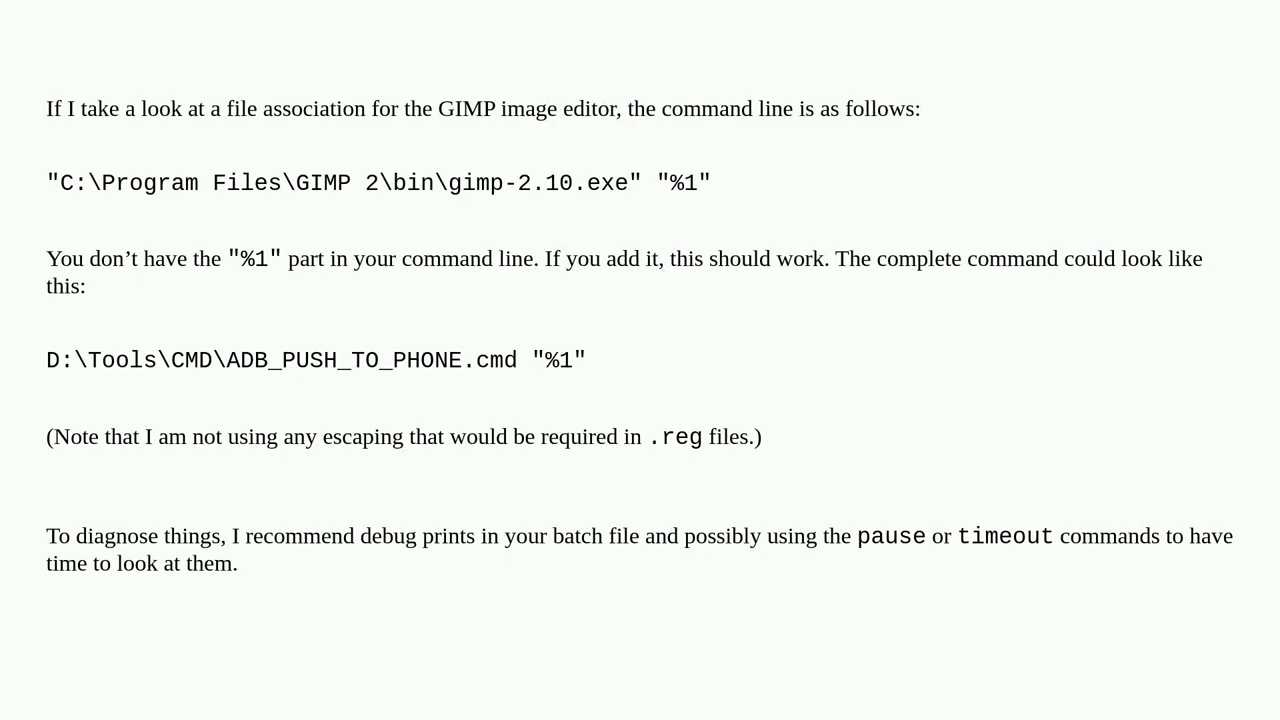 If I take a look at a file association for the GIMP image editor, the command line is as follows:
"C:\Program Files\GIMP 2\bin\gimp-2.10.exe" "%1"
You don’t have the "%1" part in your command line. If you add it, this should work. The complete command could look like
this:
D:\Tools\CMD\ADB_PUSH_TO_PHONE.cmd "%1"
(Note that I am not using any escaping that would be required in .reg files.)
To diagnose things, I recommend debug prints in your batch file and possibly using the pause or timeout commands to have
time to look at them.